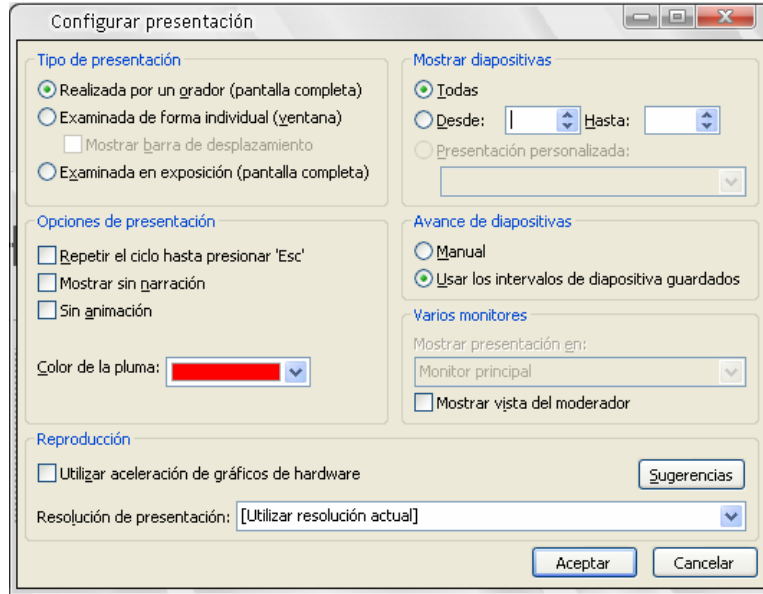 Configurar presentación
Tipo de presentación
Realizada por un orador (pantalla completa)
Examinada de forma individual (ventana)
Mostrar barra de desplazamiento
Examinada en exposición (pantalla completa)
Mostrar diapositivas
Todas
Desde: Hasta:
Presentación personalizada:
Opciones de presentación
Repetir el ciclo hasta presionar 'Esc'
Mostrar sin narración
Sin animación
Color de la pluma:
Avance de diapositivas
Manual
Usar los intervalos de diapositiva guardados
Varios monitores
Mostrar presentación en:
Monitor principal
Mostrar vista del moderador
Reproducción
Utilizar aceleración de gráficos de hardware
Sugerencias
Resolución de presentación: [Utilizar resolución actual]
Aceptar Cancelar